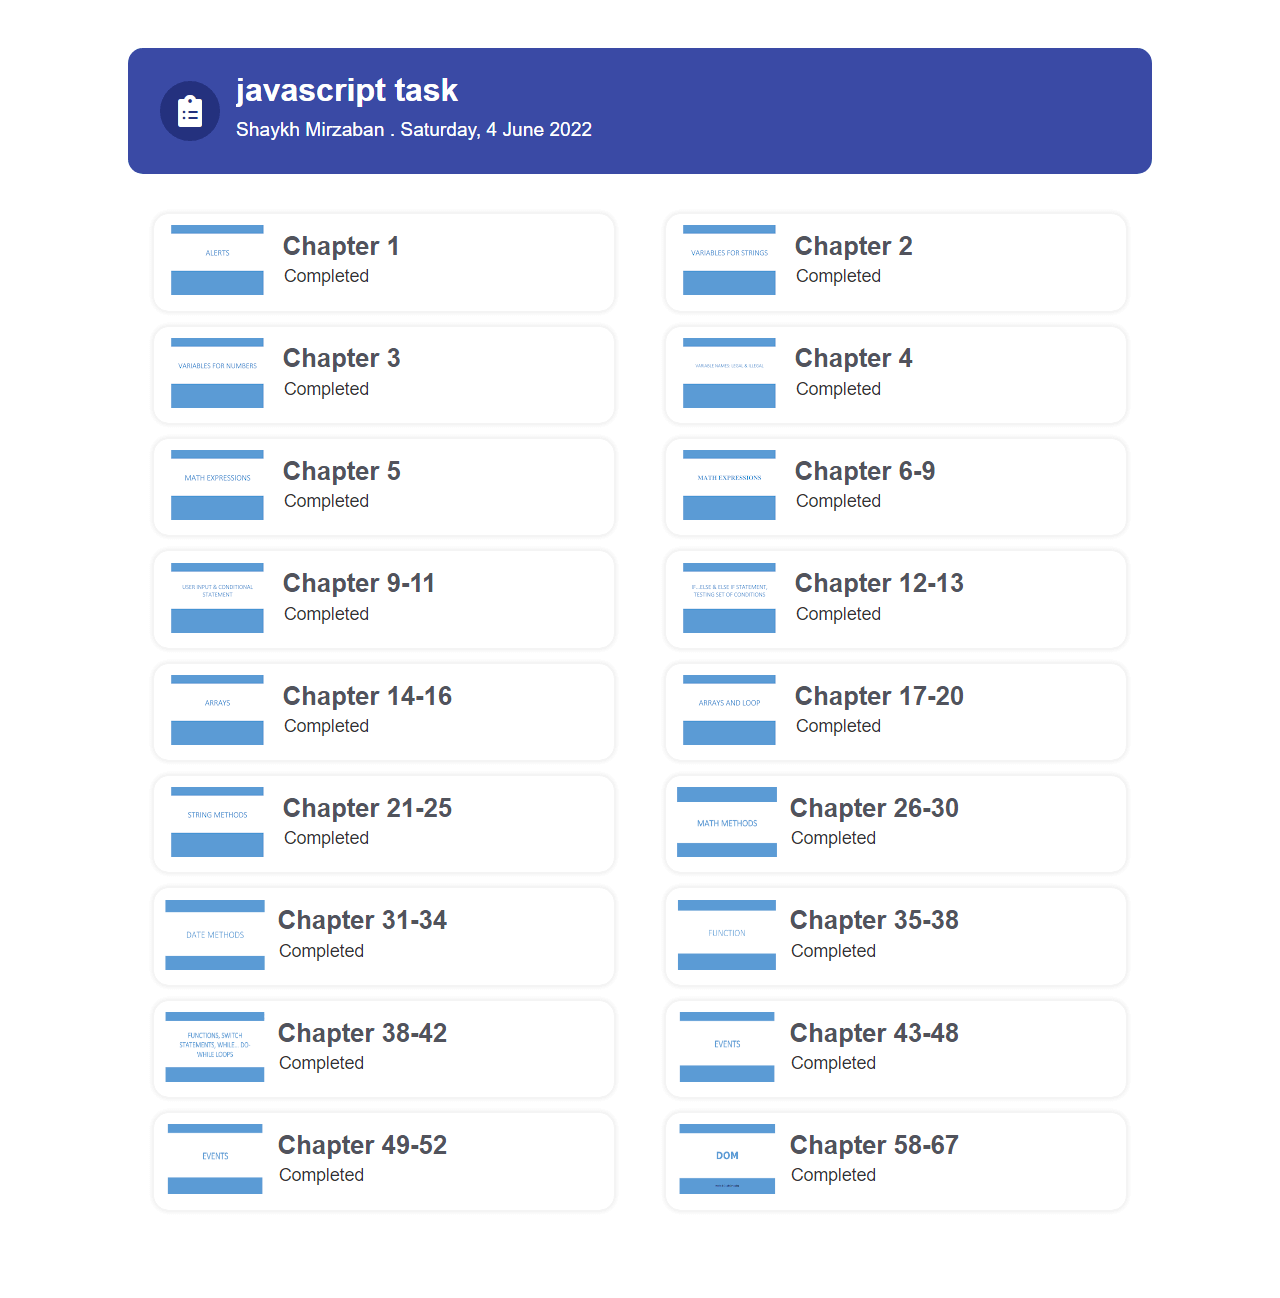 javascript task
Shaykh Mirzaban . Saturday, 4 June 2022
ALERTS
Chapter 1
Completed
VARIABLES FOR STRINGS
Chapter 2
Completed
VARIABLES FOR NUMBERS
Chapter 3
Completed
VARIABLE NAMES: LEGAL & ILLEGAL
Chapter 4
Completed
MATH EXPRESSIONS
Chapter 5
Completed
MATH EXPRESSIONS
Chapter 6-9
Completed
USER INPUT & CONDITIONAL
STATEMENT
Chapter 9-11
Completed
IF...ELSE & ELSE IF STATEMENT,
TESTING SET OF CONDITIONS
Chapter 12-13
Completed
ARRAYS
Chapter 14-16
Completed
ARRAYS AND LOOP
Chapter 17-20
Completed
STRING METHODS
Chapter 21-25
Completed
MATH METHODS
Chapter 26-30
Completed
DATE METHODS
Chapter 31-34
Completed
FUNCTION
Chapter 35-38
Completed
FUNCTIONS, SWITCH
STATEMENTS, WHILE... DO-
WHILE LOOPS
Chapter 38-42
Completed
EVENTS
Chapter 43-48
Completed
EVENTS
Chapter 49-52
Completed
DOM
Chapter 58-67
Completed